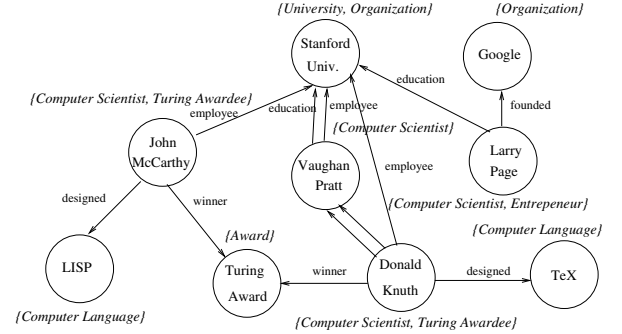 {University, Organization}
{Organization}
Stanford
Univ.
Google
education
{Computer Scientist, Turing Awardee}
employee
education
employee
founded
{Computer Scientist}
John
McCarthy
Vaughan
Pratt
employee
Larry
Page
designed
winner
{Computer Scientist, Entrepeneur}
{Award}
{Computer Language}
LISP
Turing
Award
winner
Donald
Knuth
designed
TeX
{Computer Language}
{Computer Scientist, Turing Awardee}